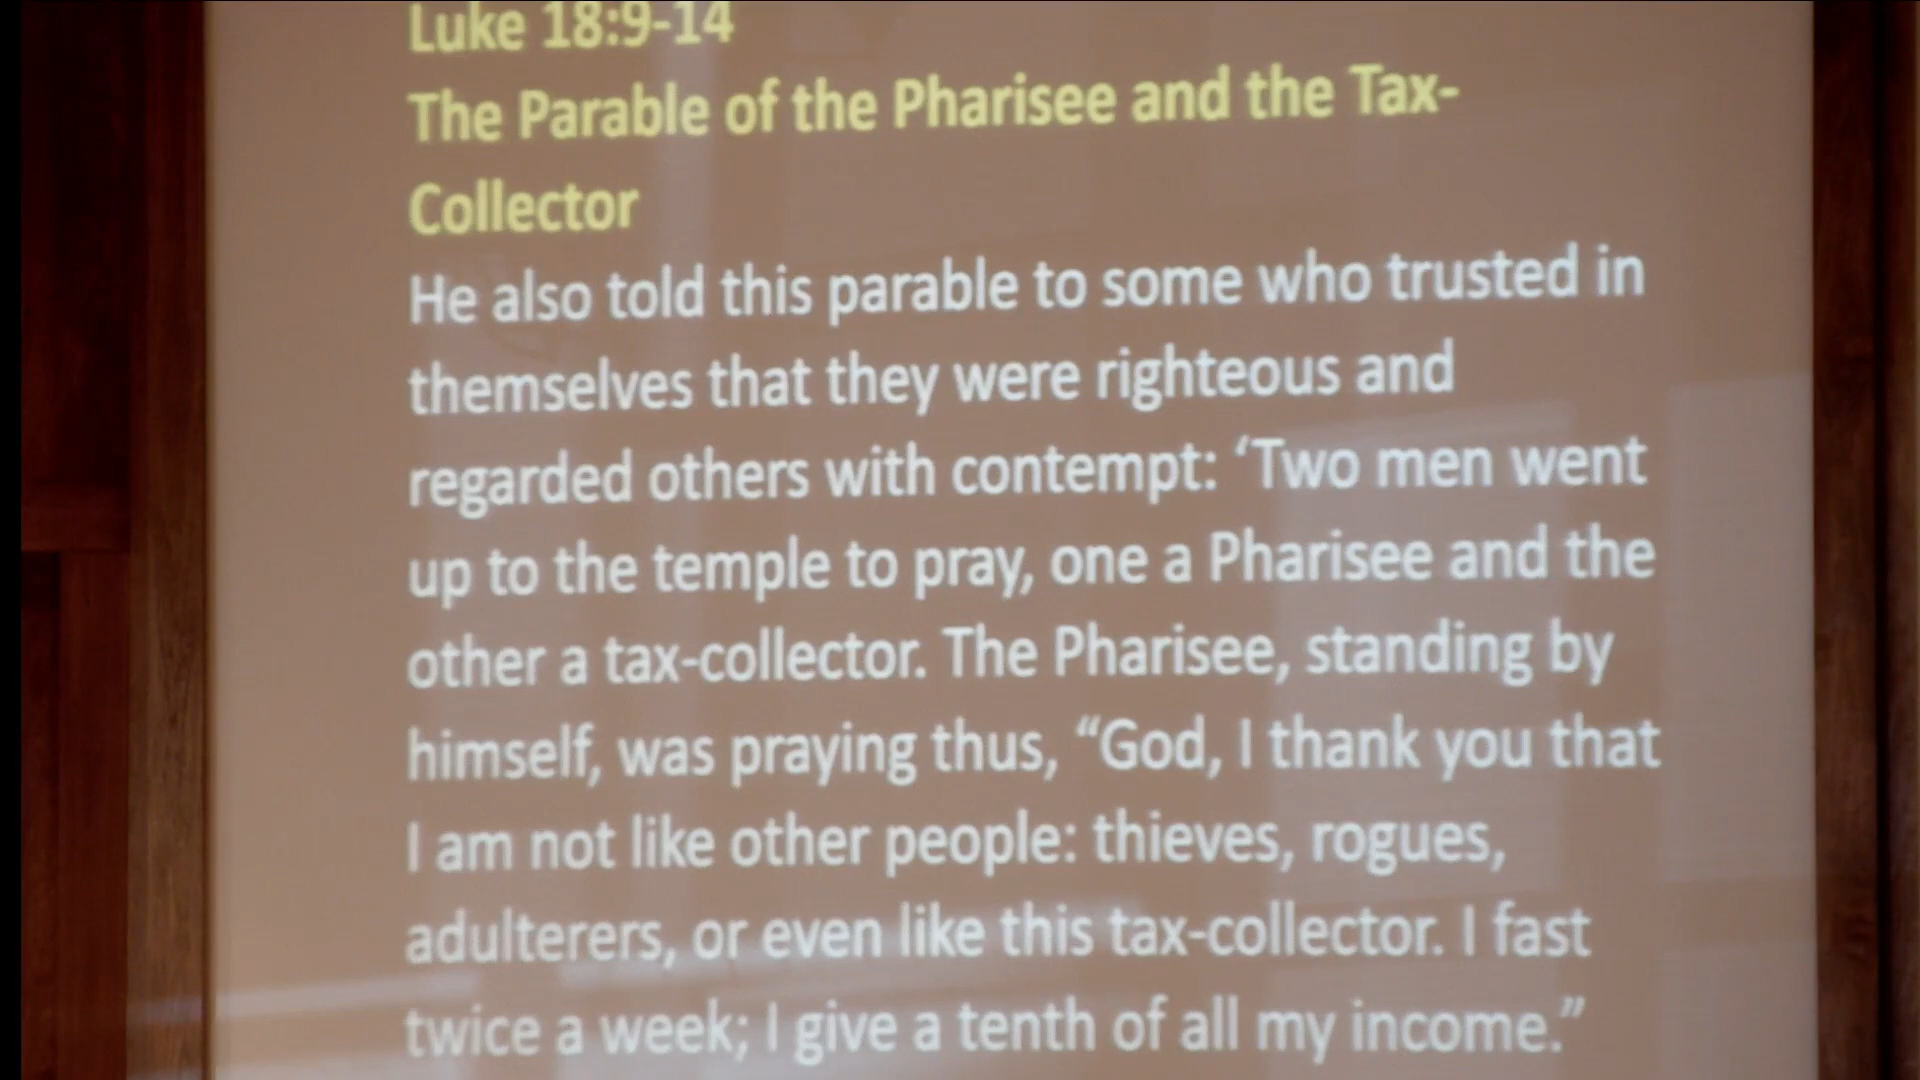 Luke 18:9-14
The Parable of the Pharisee and the Tax-
Collector
He also told this parable to some who trusted in
themselves that they were righteous and
regarded others with contempt: ‘Two men went
up to the temple to pray, one a Pharisee and the
other a tax-collector. The Pharisee, standing by
himself, was praying thus, “God, I thank you that
I am not like other people: thieves, rogues,
adulterers, or even like this tax-collector. I fast
twice a week; I give a tenth of all my income.”